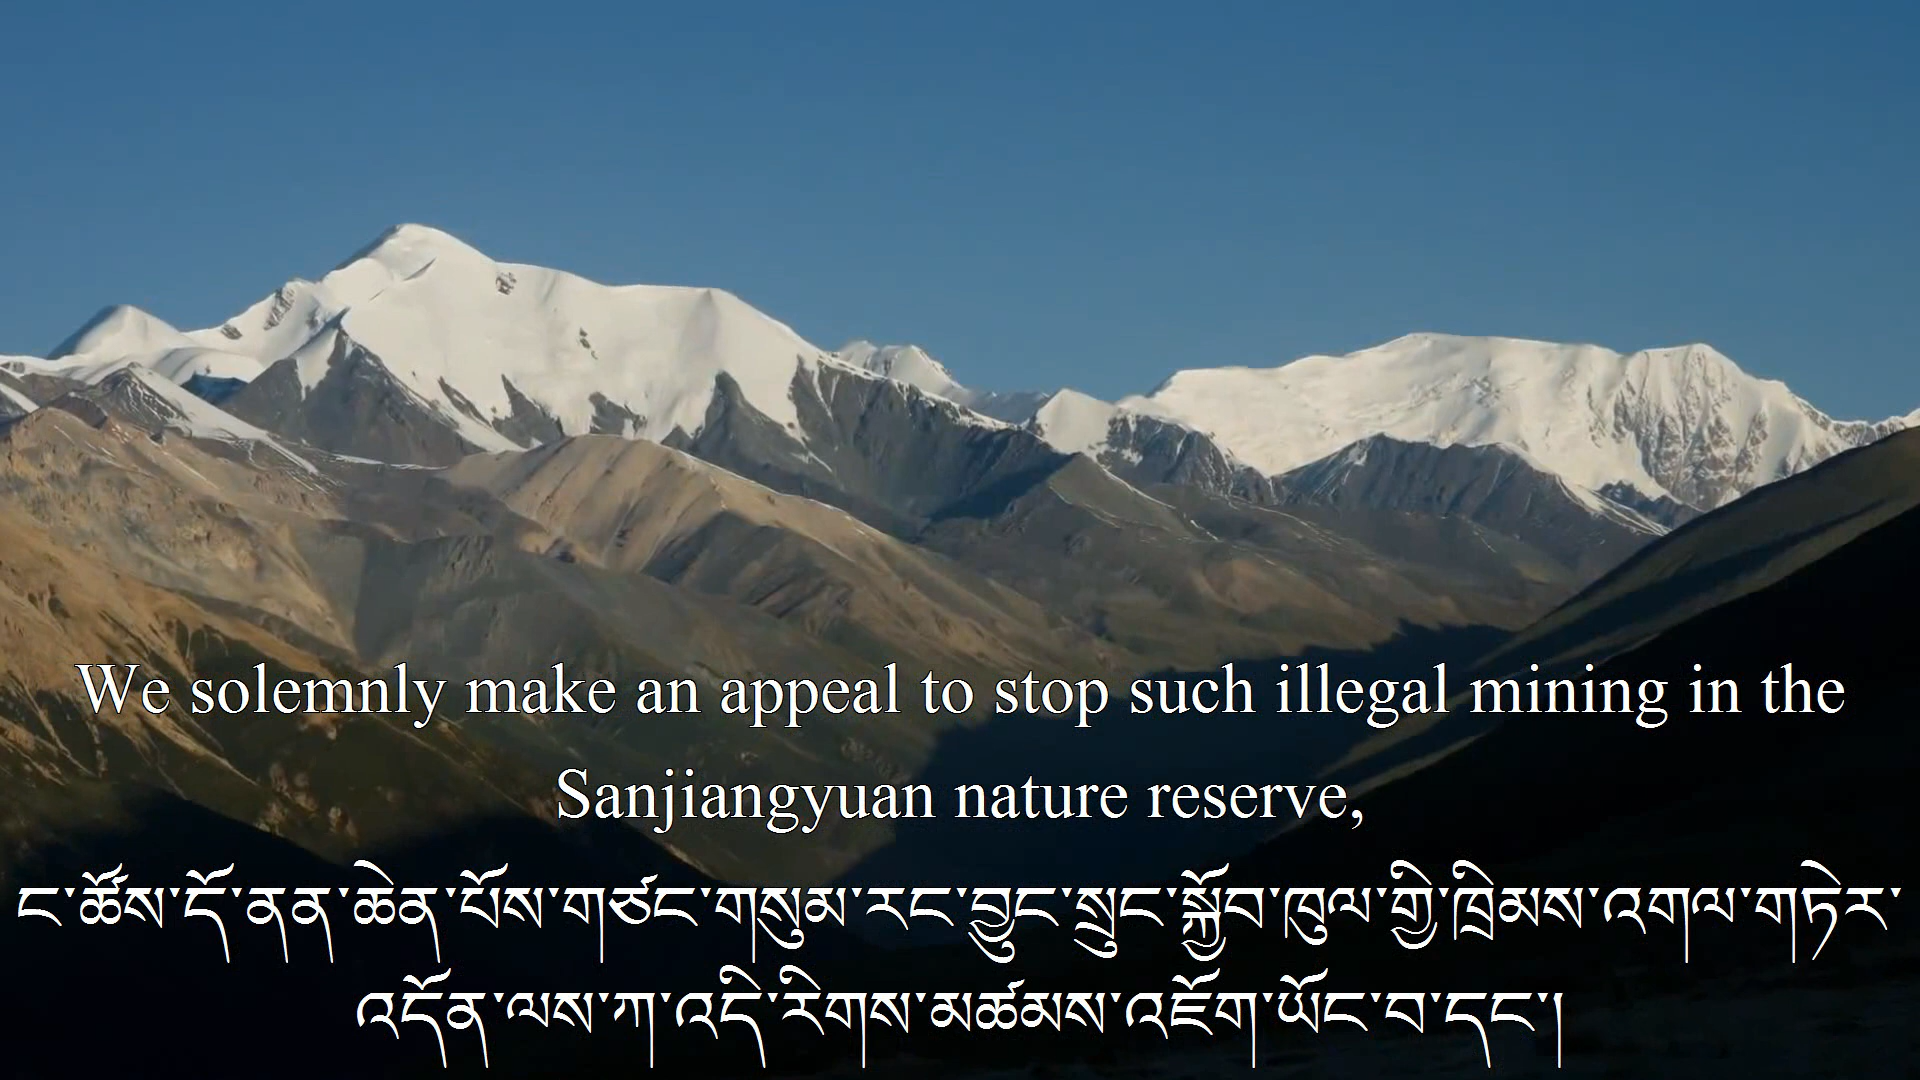 We solemnly make an appeal to stop such illegal mining in the
Sanjiangyuan nature reserve,
ང་ཚོས་དོ་ནན་ཆེན་པོས་གཙང་གསུམ་རང་བྱུང་སྲུང་སྐྱོབ་ཁུལ་གྱི་ཁྲིམས་འགལ་གཏེར་
འདོན་ལས་ཀ་འདི་རིགས་མཚམས་འཇོག་ཡོང་བ་དང་།